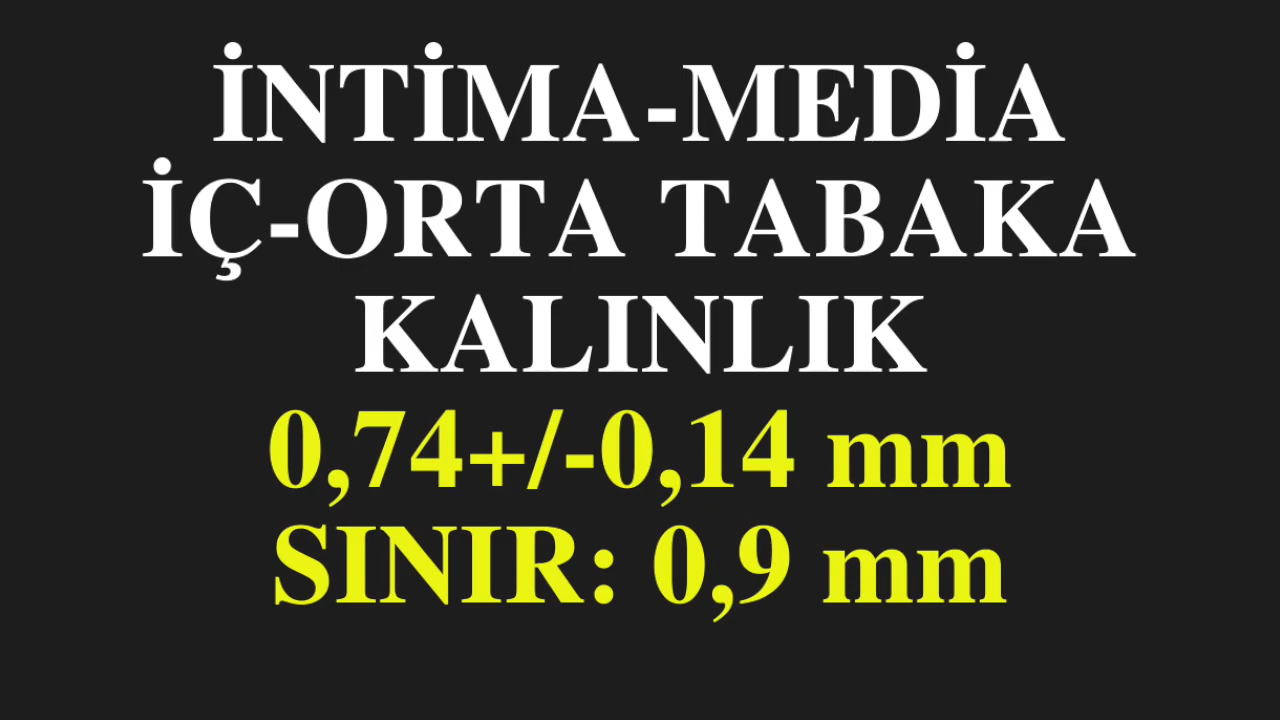 İNTİMA-MEDİA
İÇ-ORTA TABAKA
KALINLIK
0,74+/-0,14 mm
SINIR: 0,9 mm